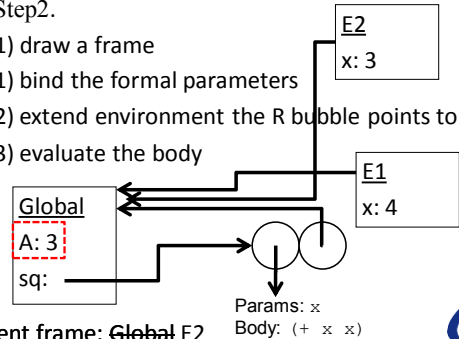 Step2.
1) draw a frame
1) bind the formal parameters
2) extend environment the R bubble points to
3) evaluate the body
E2
x: 3
E1
x: 4
Global
A: 3
sq:
Params: x
Body: (+ x x)
ent frame: Global E2